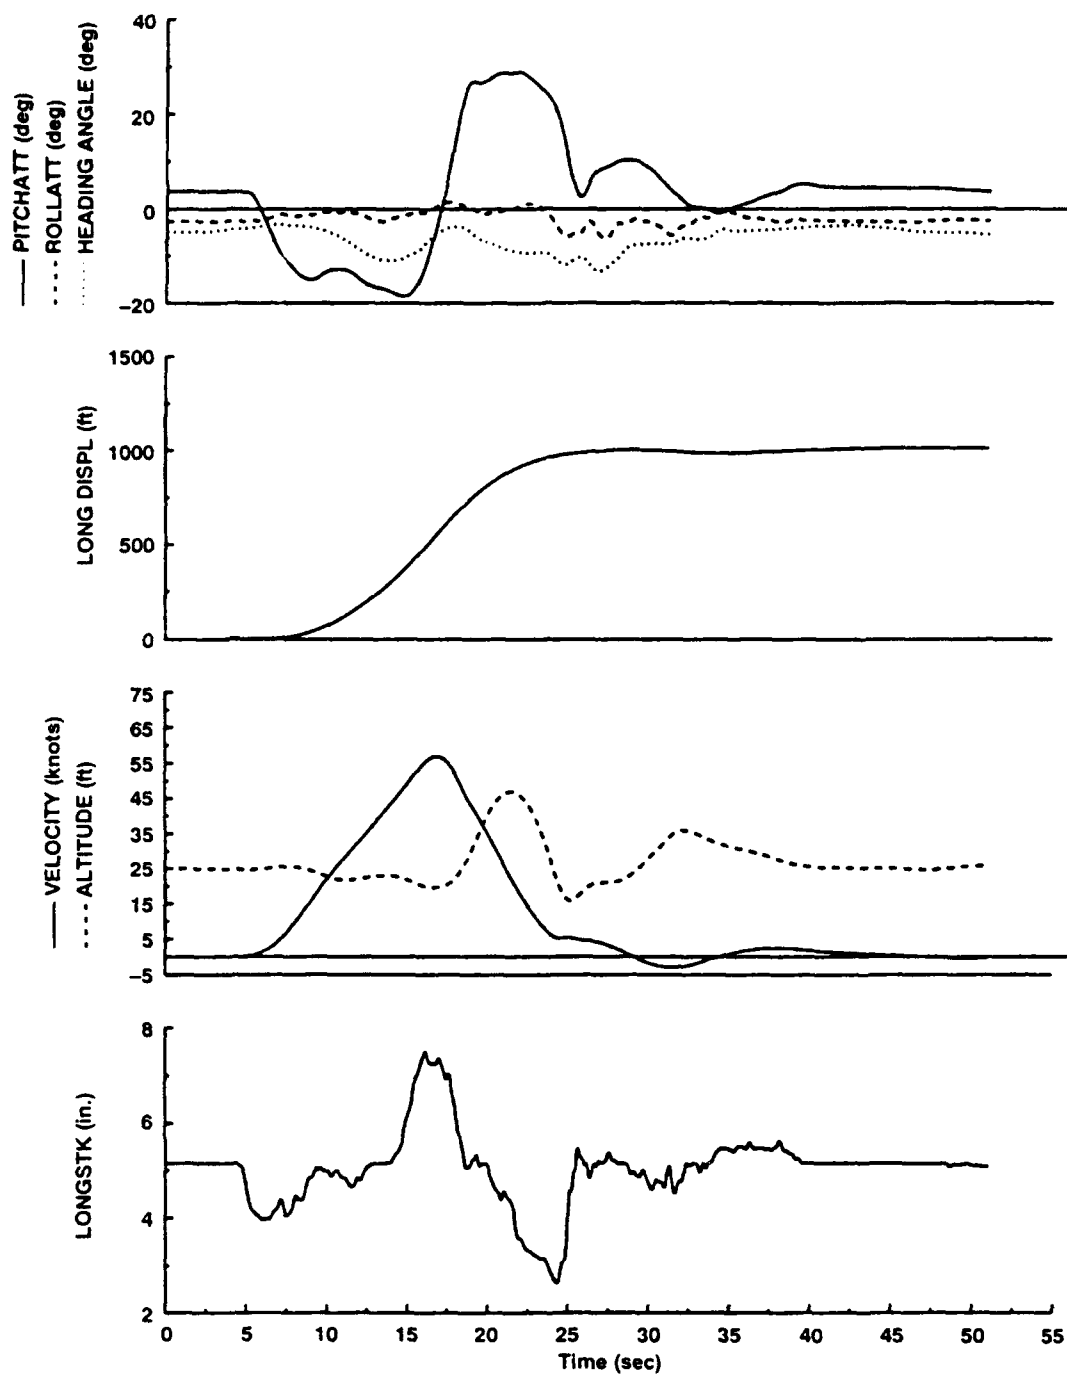 PITCHATT (deg)
ROLLATT (deg)
HEADING ANGLE (deg)
40
20
0
−20
LONG DISPL (ft)
1500
1000
500
0
VELOCITY (knots)
ALTITUDE (ft)
75
65
55
45
35
25
15
5
−5
LONGSTK (in.)
8
6
4
2
0 5 10 15 20 25 30 35 40 45 50 55
Time (sec)